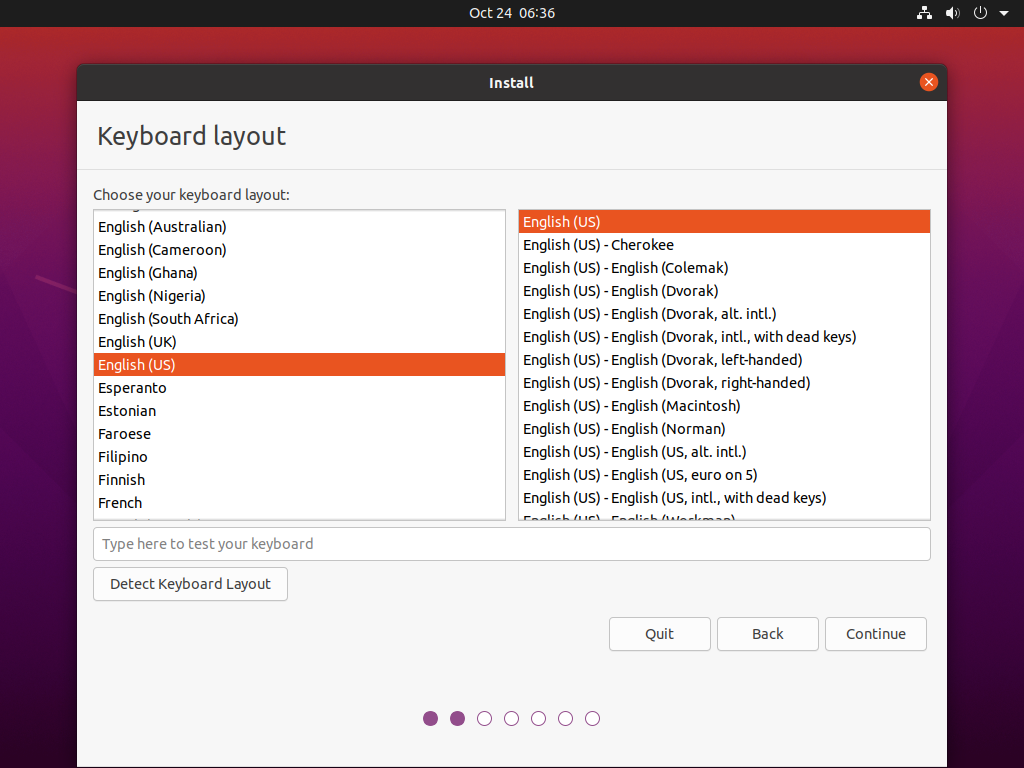 Oct 24 06:36
Install
Keyboard layout
Choose your keyboard layout:
English (Australian)
English (Cameroon)
English (Ghana)
English (Nigeria)
English (South Africa)
English (UK)
English (US)
Esperanto
Estonian
Faroese
Filipino
Finnish
French
English (US)
English (US) - Cherokee
English (US) - English (Colemak)
English (US) - English (Dvorak)
English (US) - English (Dvorak, alt. intl.)
English (US) - English (Dvorak, intl., with dead keys)
English (US) - English (Dvorak, left-handed)
English (US) - English (Dvorak, right-handed)
English (US) - English (Macintosh)
English (US) - English (Norman)
English (US) - English (US, alt. intl.)
English (US) - English (US, euro on 5)
English (US) - English (US, intl., with dead keys)
English (US) - English (Workman)
Type here to test your keyboard
Detect Keyboard Layout
Quit
Back
Continue